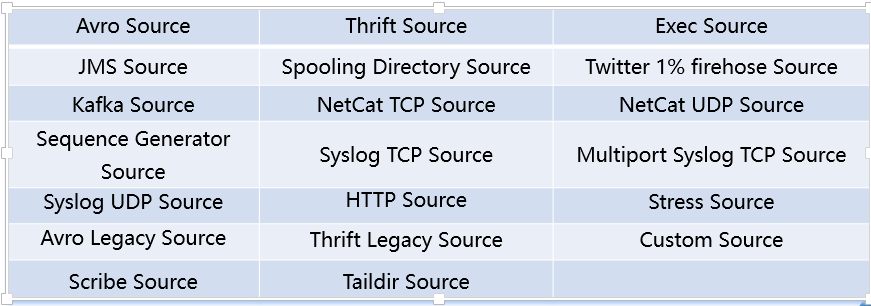 Avro Source
Thrift Source
Exec Source
JMS Source
Spooling Directory Source
Twitter 1% firehose Source
Kafka Source
NetCat TCP Source
NetCat UDP Source
Sequence Generator
Source
Syslog TCP Source
Multiport Syslog TCP Source
Syslog UDP Source
HTTP Source
Stress Source
Avro Legacy Source
Thrift Legacy Source
Custom Source
Scribe Source
Taildir Source